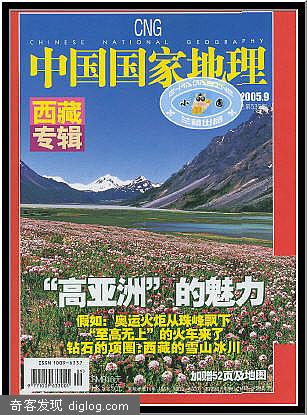 CNG
CHINESE NATIONAL GEOGRAPHY
中国国家地理
2005.9
西藏
专辑
“高亚洲”的魅力
假如：奥运火炬从珠峰飘下
“至高无上”的火车来了
钻石的项圈：西藏的雪山冰川
加赠52页及地图
ISSN 1009-6337
奇客发现 diglog.com